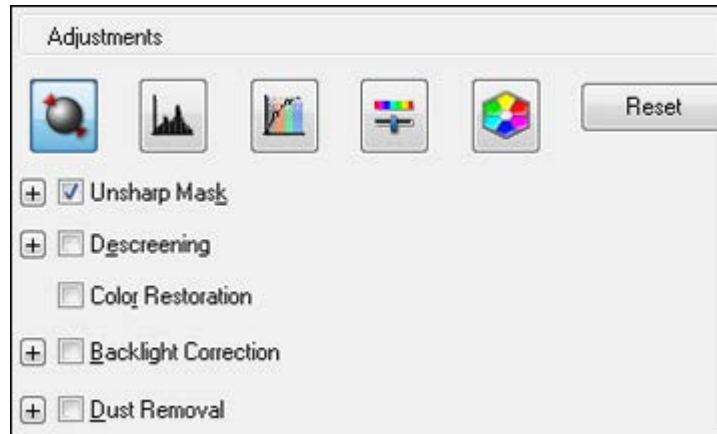 Adjustments
Reset
Unsharp Mask
Descreening
Color Restoration
Backlight Correction
Dust Removal